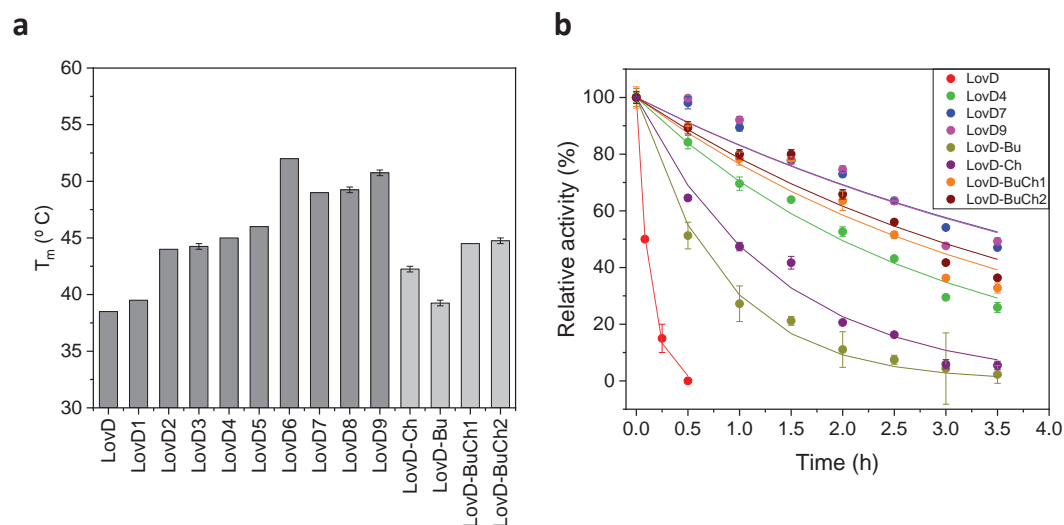 a
60
55
50
45
40
35
30
Tm (º C)
LovD
LovD1
LovD2
LovD3
LovD4
LovD5
LovD6
LovD7
LovD8
LovD9
LovD-Ch
LovD-Bu
LovD-BuCh1
LovD-BuCh2
b
100
80
60
40
20
0
Relative activity (%)
0.0 0.5 1.0 1.5 2.0 2.5 3.0 3.5 4.0
Time (h)
LovD
LovD4
LovD7
LovD9
LovD-Bu
LovD-Ch
LovD-BuCh1
LovD-BuCh2